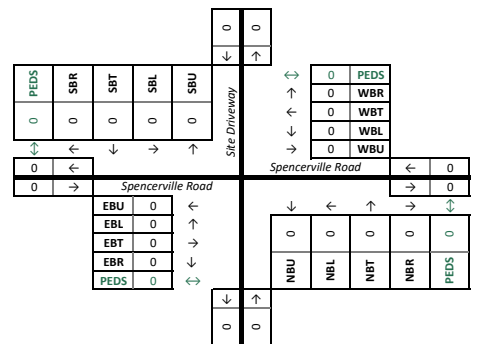 0 0
↓ ↑
PEDS SBR SBT SBL SBU
0 0 0 0 0
↕ ← ↓ → ↑
Site Driveway
↔ 0 PEDS
↑ 0 WBR
← 0 WBT
↓ 0 WBL
→ 0 WBU
0 ←
Spencerville Road
← 0
0 →
Spencerville Road
→ 0
EBU 0 ←
EBL 0 ↑
EBT 0 →
EBR 0 ↓
PEDS 0 ↔
↓ ← ↑ → ↕
0 0 0 0 0
NBU NBL NBT NBR PEDS
↓ ↑
0 0